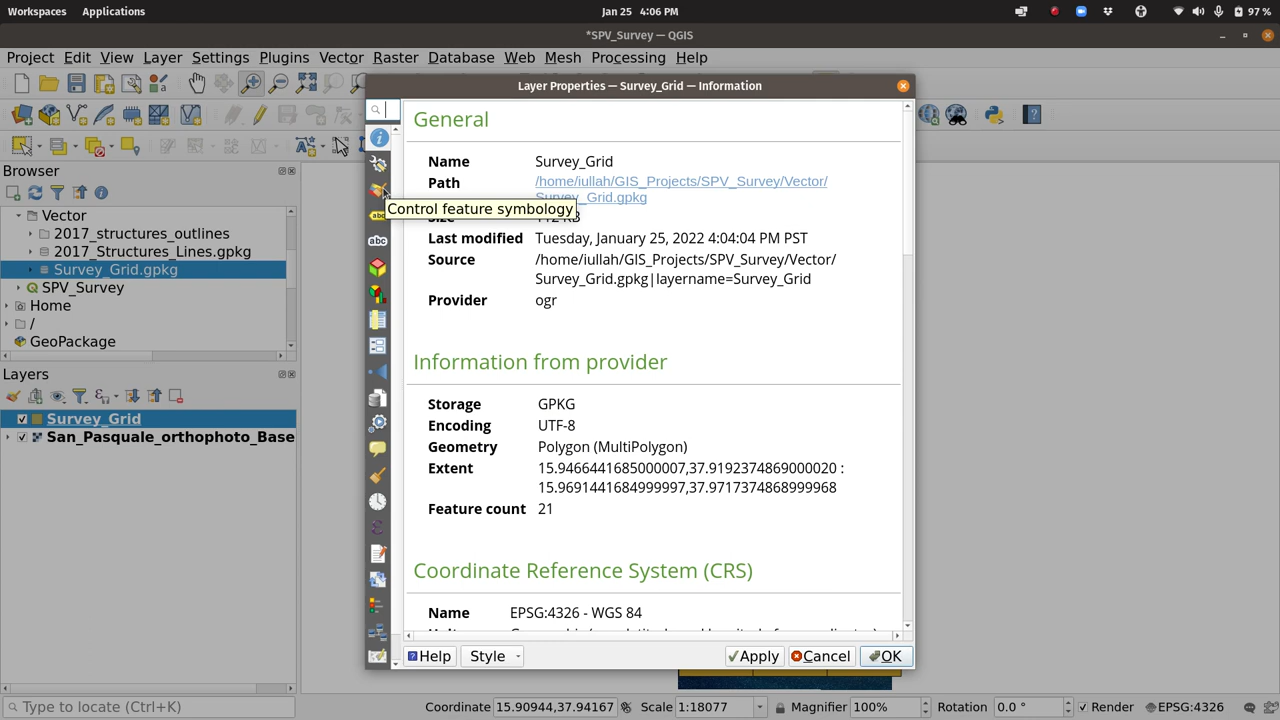 Workspaces Applications Jan 25 4:06 PM 97 %
*SPV_Survey — QGIS
Project Edit View Layer Settings Plugins Vector Raster Database Web Mesh Processing Help
Layer Properties — Survey_Grid — Information
Browser
Vector
2017_structures_outlines
2017_Structures_Lines.gpkg
Survey_Grid.gpkg
SPV_Survey
Home
/
GeoPackage
Layers
Survey_Grid
San_Pasquale_orthophoto_Base
abc
abc
Control feature symbology
General
Name Survey_Grid
Path /home/iullah/GIS_Projects/SPV_Survey/Vector/
Survey_Grid.gpkg
Last modified Tuesday, January 25, 2022 4:04:04 PM PST
Source /home/iullah/GIS_Projects/SPV_Survey/Vector/
Survey_Grid.gpkg|layername=Survey_Grid
Provider ogr
Information from provider
Storage GPKG
Encoding UTF-8
Geometry Polygon (MultiPolygon)
Extent 15.9466441685000007,37.9192374869000020 :
15.9691441684999997,37.9717374868999968
Feature count 21
Coordinate Reference System (CRS)
Name EPSG:4326 - WGS 84
Help Style Apply Cancel OK
Type to locate (Ctrl+K) Coordinate 15.90944,37.94167 Scale 1:18077 Magnifier 100% Rotation 0.0 ° Render EPSG:4326